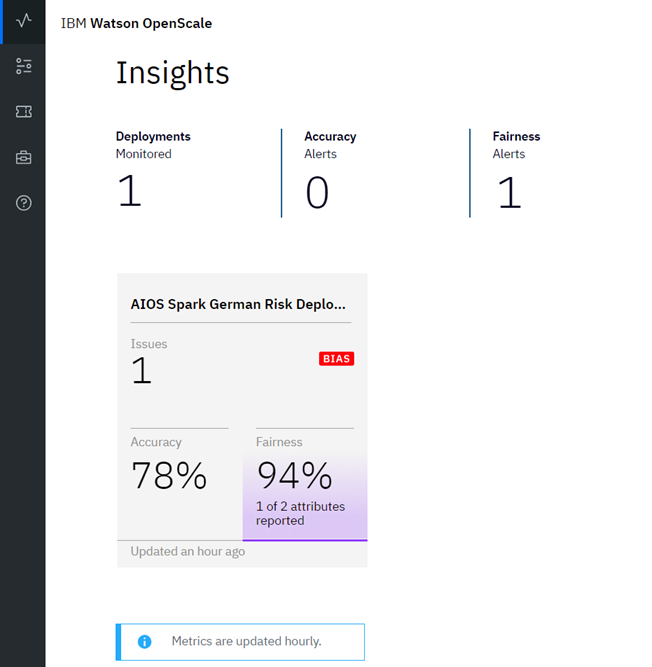 IBM Watson OpenScale
Insights
Deployments
Monitored
1
Accuracy
Alerts
0
Fairness
Alerts
1
AIOS Spark German Risk Deplo...
Issues
1
BIAS
Accuracy
78%
Fairness
94%
1 of 2 attributes
reported
Updated an hour ago
Metrics are updated hourly.